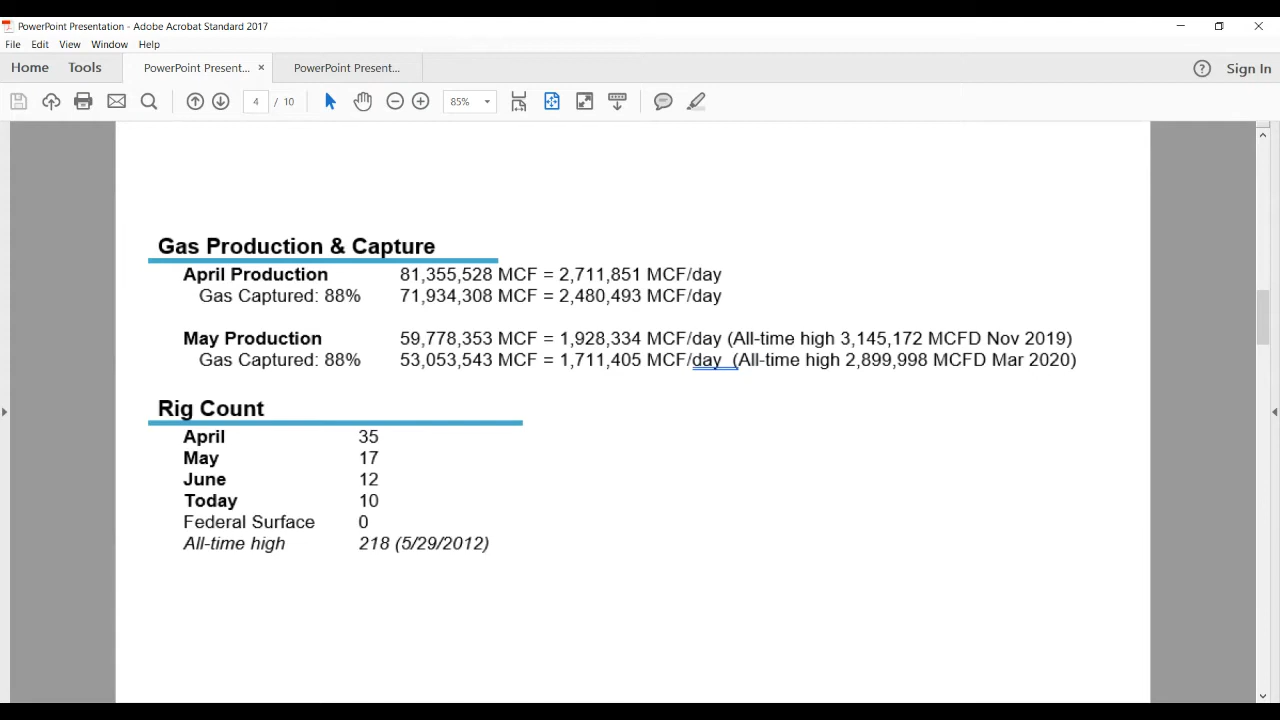 PowerPoint Presentation - Adobe Acrobat Standard 2017
File Edit View Window Help
Home Tools PowerPoint Present... × PowerPoint Present... Sign In
4 / 10 85%
Gas Production & Capture
April Production 81,355,528 MCF = 2,711,851 MCF/day
Gas Captured: 88% 71,934,308 MCF = 2,480,493 MCF/day
May Production 59,778,353 MCF = 1,928,334 MCF/day (All-time high 3,145,172 MCFD Nov 2019)
Gas Captured: 88% 53,053,543 MCF = 1,711,405 MCF/day (All-time high 2,899,998 MCFD Mar 2020)
Rig Count
April 35
May 17
June 12
Today 10
Federal Surface 0
All-time high 218 (5/29/2012)